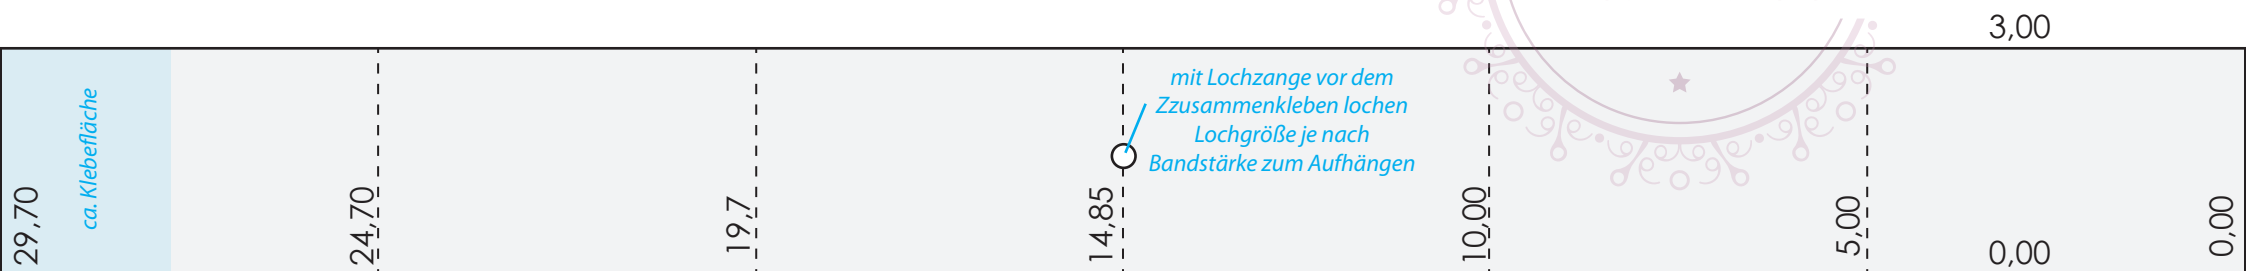 3,00
mit Lochzange vor dem
Zzusammenkleben lochen
Lochgröße je nach
Bandstärke zum Aufhängen
ca. Klebefläche
29,70
24,70
19,7
14,85
10,00
5,00
0,00
0,00